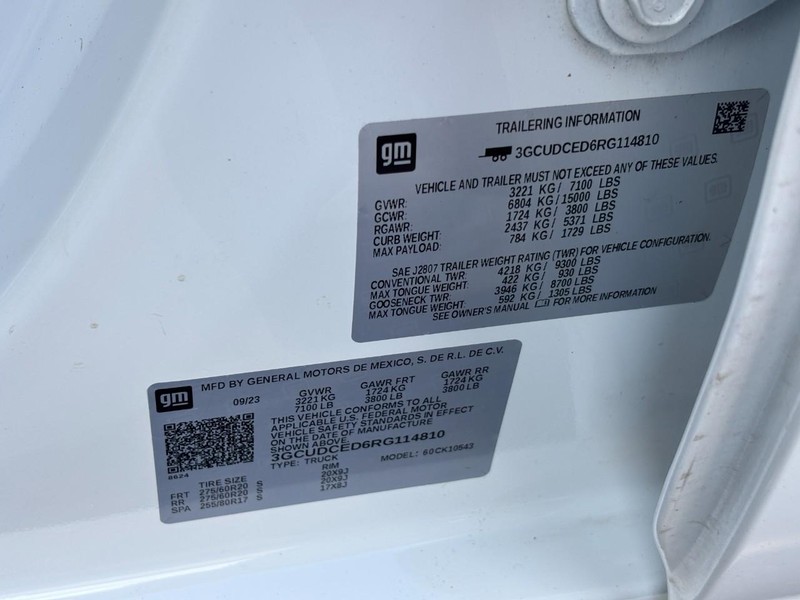 gm
TRAILERING INFORMATION
3GCUDCED6RG114810
VEHICLE AND TRAILER MUST NOT EXCEED ANY OF THESE VALUES.
GVWR: 3221 KG/ 7100 LBS
GCWR: 6804 KG/15000 LBS
RGAWR: 1724 KG/ 3800 LBS
CURB WEIGHT: 2437 KG/ 5371 LBS
MAX PAYLOAD: 784 KG/ 1729 LBS
SAE J2807 TRAILER WEIGHT RATING (TWR) FOR VEHICLE CONFIGURATION.
CONVENTIONAL TWR: 4218 KG/ 9300 LBS
MAX TONGUE WEIGHT: 422 KG/ 930 LBS
GOOSENECK TWR: 3946 KG/ 8700 LBS
MAX TONGUE WEIGHT: 592 KG/ 1305 LBS
SEE OWNER'S MANUAL FOR MORE INFORMATION
gm
MFD BY GENERAL MOTORS DE MEXICO, S. DE R.L. DE C.V.
09/23 GVWR GAWR FRT GAWR RR
3221 KG 1724 KG 1724 KG
7100 LB 3800 LB 3800 LB
THIS VEHICLE CONFORMS TO ALL
APPLICABLE U.S. FEDERAL MOTOR
VEHICLE SAFETY STANDARDS IN EFFECT
ON THE DATE OF MANUFACTURE
SHOWN ABOVE.
3GCUDCED6RG114810
TYPE: TRUCK MODEL: 60CK10543
8624
TIRE SIZE RIM
FRT 275/60R20 S 20X9J
RR 275/60R20 S 20X9J
SPA 255/80R17 S 17X8J